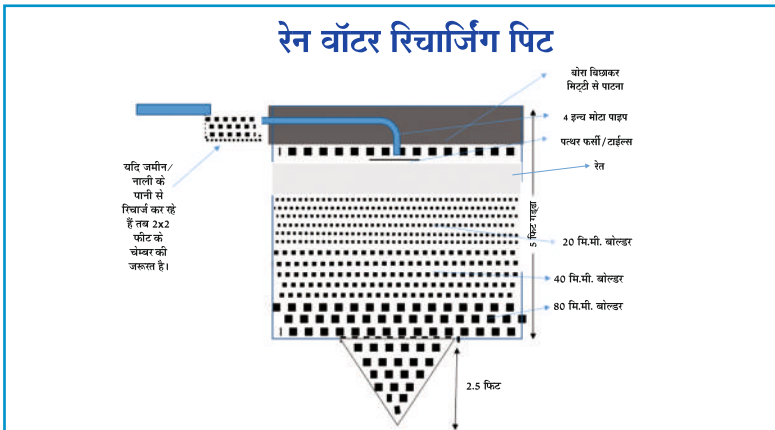 रेन वॉटर रिचार्जिंग पिट
बोरा बिछाकर
मिट्टी से पाटना
4 इन्च मोटा पाइप
पत्थर फर्सी/टाईल्स
रेत
यदि जमीन/
नाली के
पानी से
रिचार्ज कर रहे
हैं तब 2x2
फीट के
चेम्बर की
जरूरत है।
5 फिट गड्ढा
20 मि.मी. बोल्डर
40 मि.मी. बोल्डर
80 मि.मी. बोल्डर
2.5 फिट